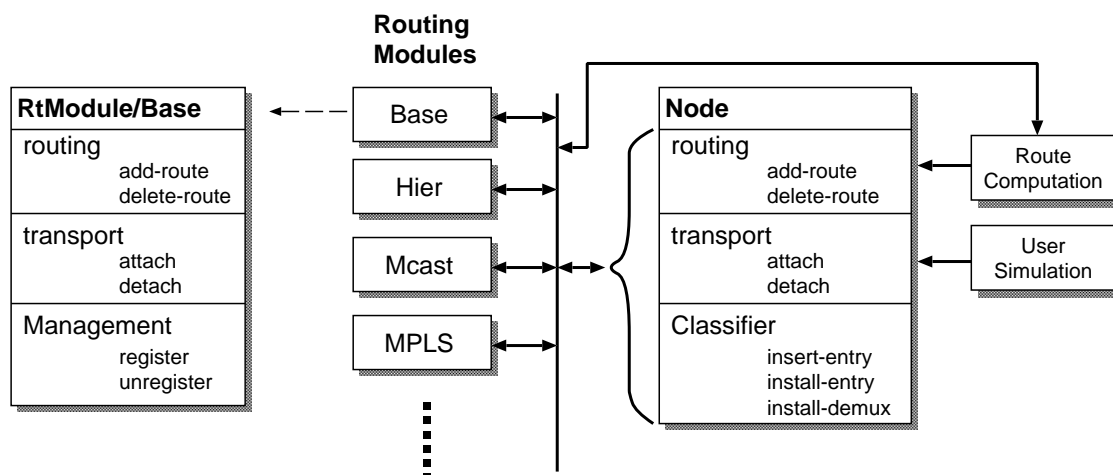 Routing
Modules
RtModule/Base
routing
add-route
delete-route
transport
attach
detach
Management
register
unregister
Base
Hier
Mcast
MPLS
Node
routing
add-route
delete-route
transport
attach
detach
Classifier
insert-entry
install-entry
install-demux
Route
Computation
User
Simulation